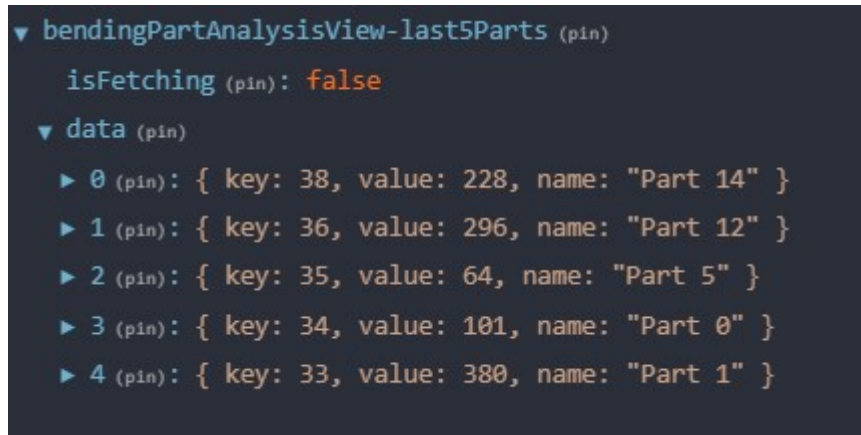 ▼ bendingPartAnalysisView-last5Parts (pin)
isFetching (pin): false
▼ data (pin)
▶ 0 (pin): { key: 38, value: 228, name: "Part 14" }
▶ 1 (pin): { key: 36, value: 296, name: "Part 12" }
▶ 2 (pin): { key: 35, value: 64, name: "Part 5" }
▶ 3 (pin): { key: 34, value: 101, name: "Part 0" }
▶ 4 (pin): { key: 33, value: 380, name: "Part 1" }